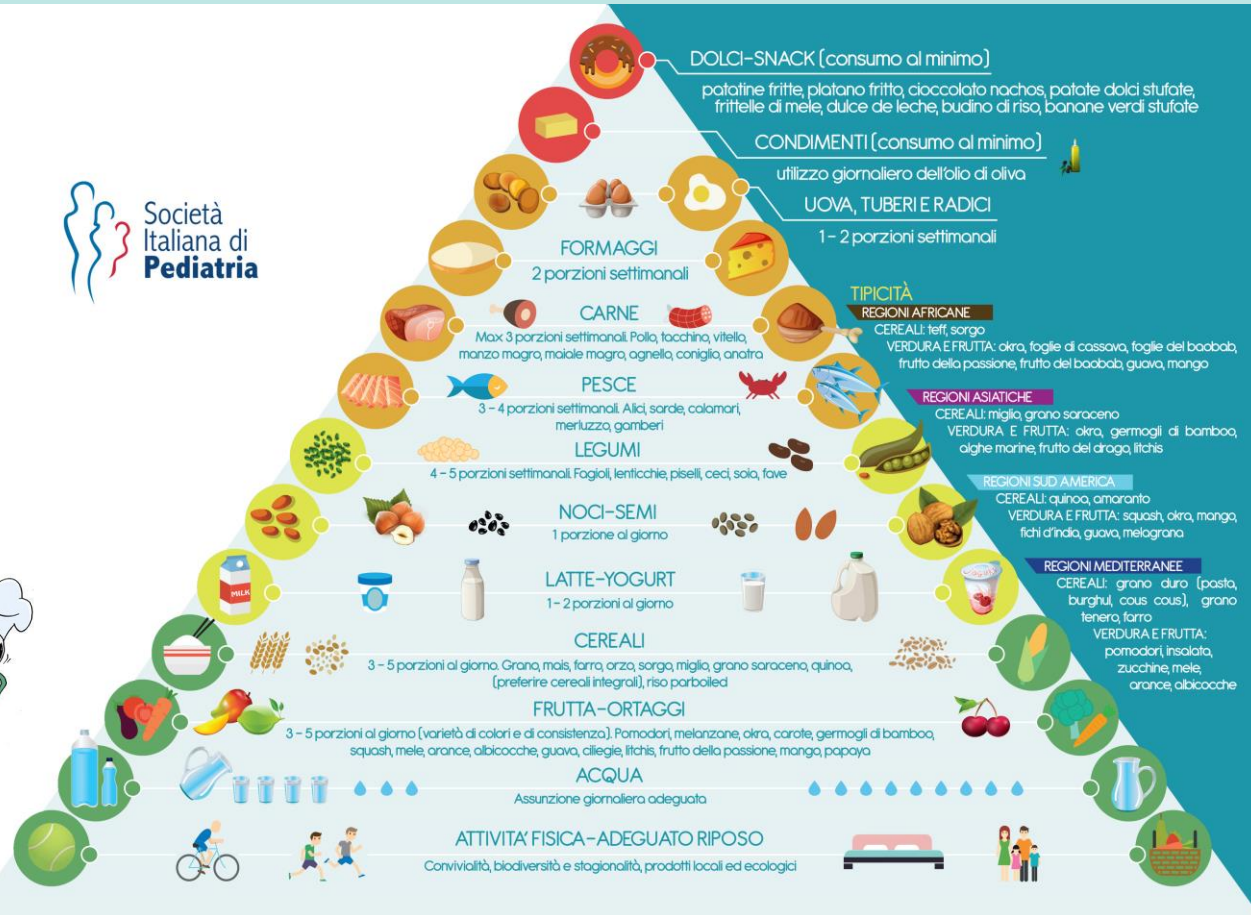 DOLCI-SNACK (consumo al minimo)
patatine fritte, platano fritto, cioccolato nachos, patate dolci stufate,
frittelle di mele, dulce de leche, budino di riso, banane verdi stufate
CONDIMENTI (consumo al minimo)
utilizzo giornaliero dell'olio di oliva
UOVA, TUBERI E RADICI
1 - 2 porzioni settimanali
Società
Italiana di
Pediatria
FORMAGGI
2 porzioni settimanali
CARNE
Max 3 porzioni settimanali. Pollo, tacchino, vitello,
manzo magro, maiale magro, agnello, coniglio, anatra
PESCE
3 - 4 porzioni settimanali. Alici, sarde, calamari,
merluzzo, gamberi
LEGUMI
4 - 5 porzioni settimanali. Fagioli, lenticchie, piselli, ceci, soia, fave
NOCI-SEMI
1 porzione al giorno
LATTE-YOGURT
1 - 2 porzioni al giorno
MILK
yogurt
CEREALI
3 - 5 porzioni al giorno. Grano, mais, farro, orzo, sorgo, miglio, grano saraceno, quinoa,
(preferire cereali integrali), riso parboiled
FRUTTA-ORTAGGI
3 - 5 porzioni al giorno (varietà di colori e di consistenza). Pomodori, melanzane, okra, carote, germogli di bamboo,
squash, mele, arance, albicocche, guava, ciliegie, litchis, frutto della passione, mango, papaya
ACQUA
Assunzione giornaliera adeguata
ATTIVITA' FISICA-ADEGUATO RIPOSO
Convivialità, biodiversità e stagionalità, prodotti locali ed ecologici
TIPICITÀ
REGIONI AFRICANE
CEREALI: teff, sorgo
VERDURA E FRUTTA: okra, foglie di cassava, foglie del baobab,
frutto della passione, frutto del baobab, guava, mango
REGIONI ASIATICHE
CEREALI: miglio, grano saraceno
VERDURA E FRUTTA: okra, germogli di bamboo,
alghe marine, frutto del drago, litchis
REGIONI SUD AMERICA
CEREALI: quinoa, amaranto
VERDURA E FRUTTA: squash, okra, mango,
fichi d'india, guava, melagrana
REGIONI MEDITERRANEE
CEREALI: grano duro (pasta,
burghul, cous cous), grano
tenero, farro
VERDURA E FRUTTA:
pomodori, insalata,
zucchine, mele,
arance, albicocche